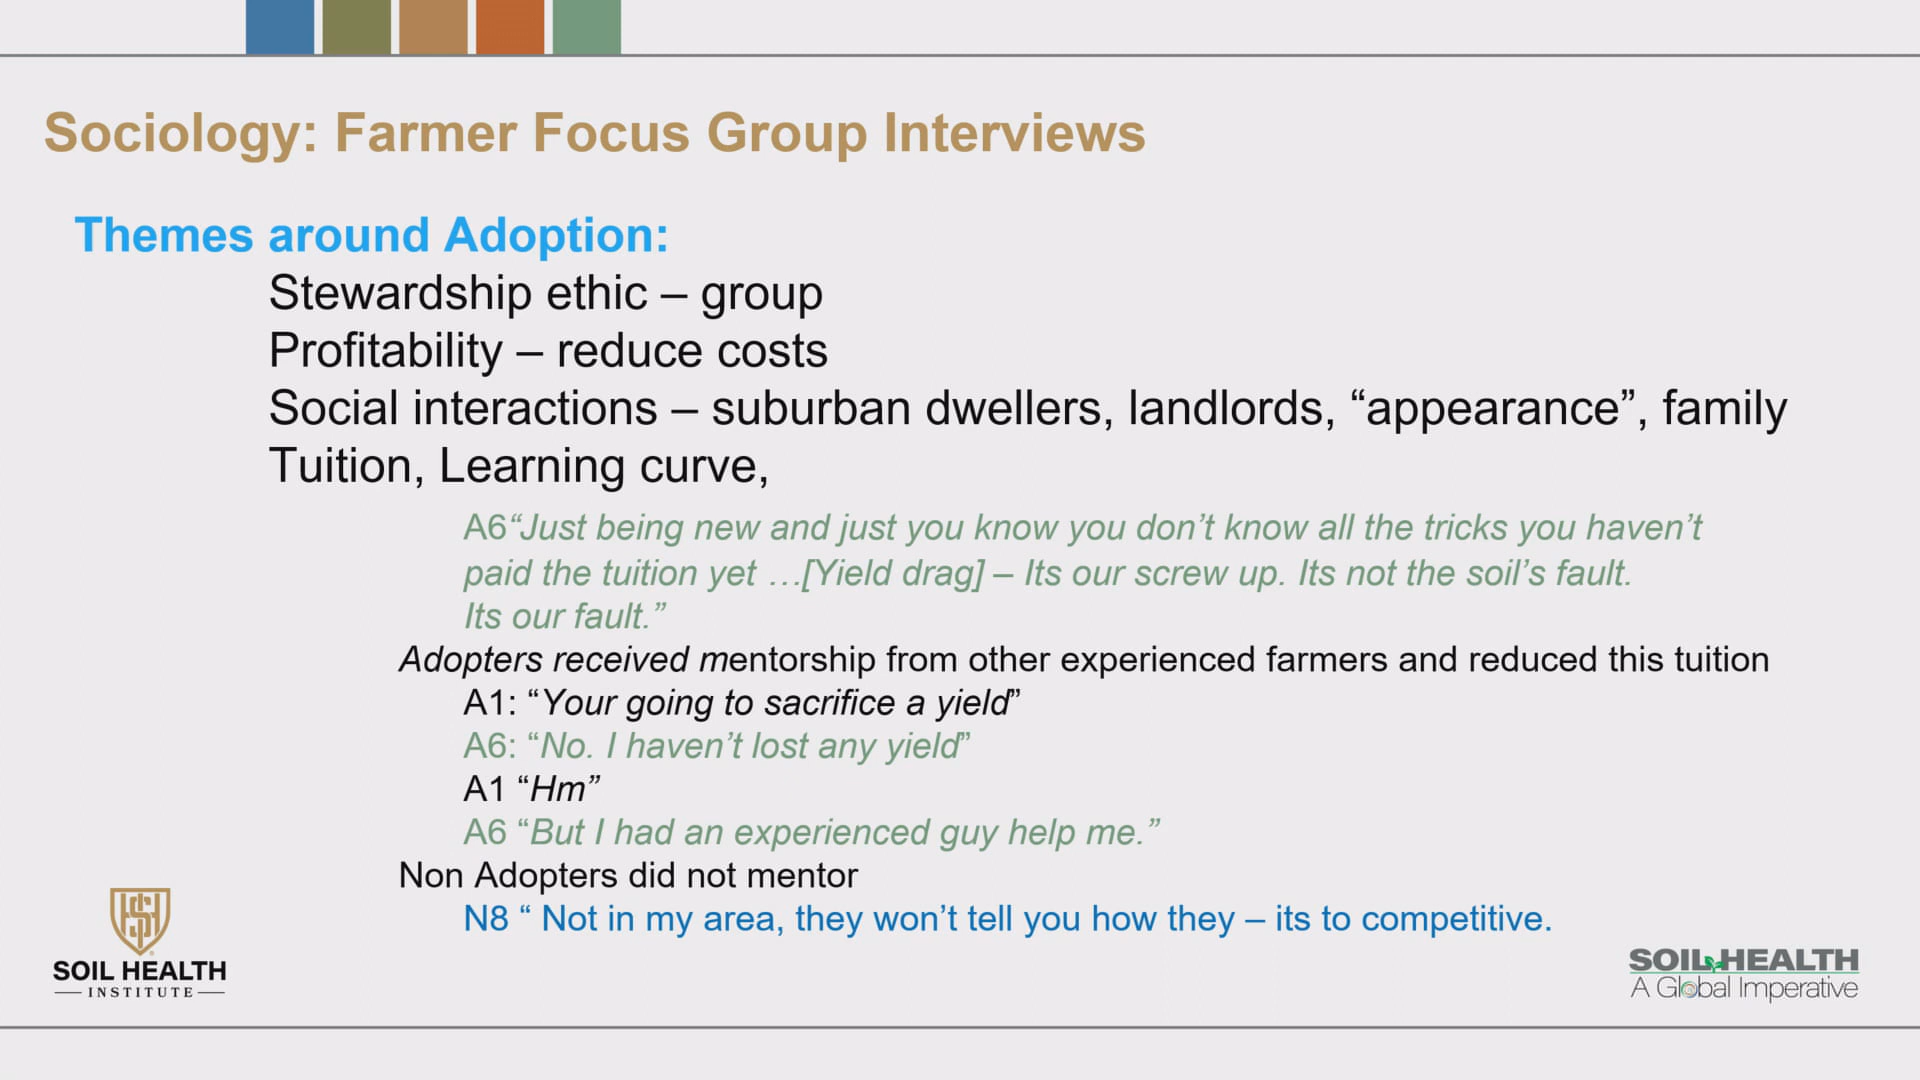 Sociology: Farmer Focus Group Interviews
Themes around Adoption:
Stewardship ethic – group
Profitability – reduce costs
Social interactions – suburban dwellers, landlords, “appearance”, family
Tuition, Learning curve,
A6“Just being new and just you know you don’t know all the tricks you haven’t
paid the tuition yet …[Yield drag] – Its our screw up. Its not the soil’s fault.
Its our fault.”
Adopters received mentorship from other experienced farmers and reduced this tuition
A1: “Your going to sacrifice a yield”
A6: “No. I haven’t lost any yield”
A1 “Hm”
A6 “But I had an experienced guy help me.”
Non Adopters did not mentor
N8 “ Not in my area, they won’t tell you how they – its to competitive.
SOIL HEALTH
INSTITUTE
SOIL HEALTH
A Global Imperative